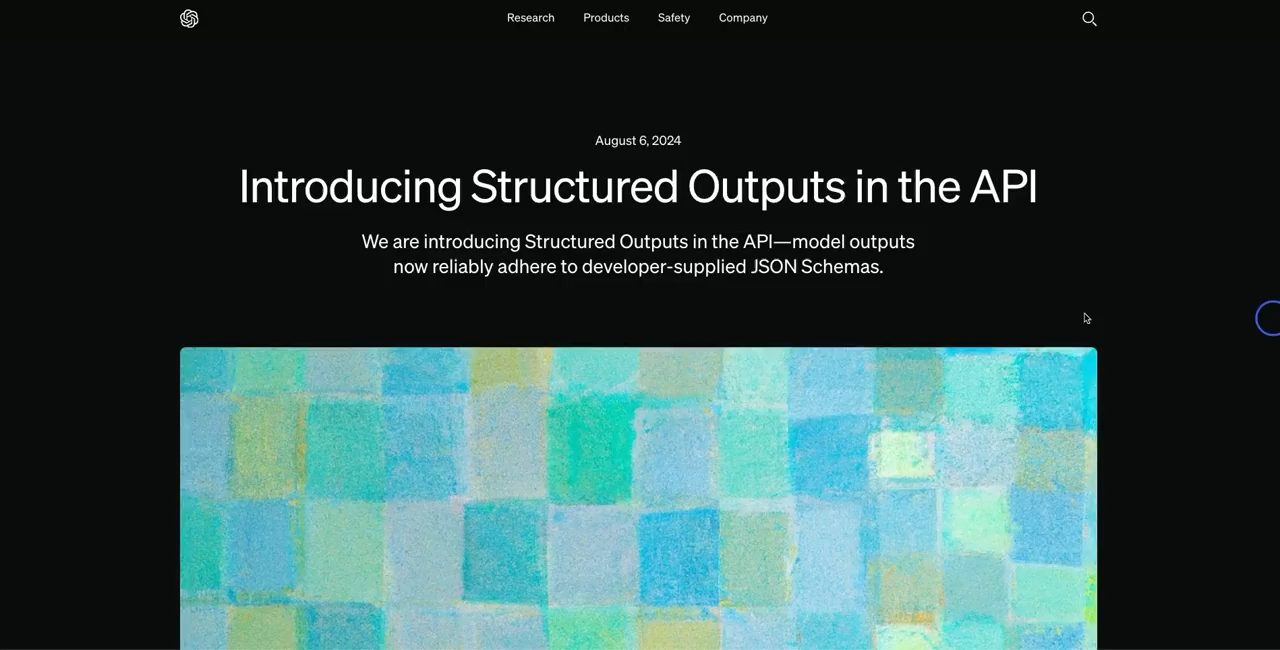 Research
Products
Safety
Company
August 6, 2024
Introducing Structured Outputs in the API
We are introducing Structured Outputs in the API—model outputs
now reliably adhere to developer-supplied JSON Schemas.